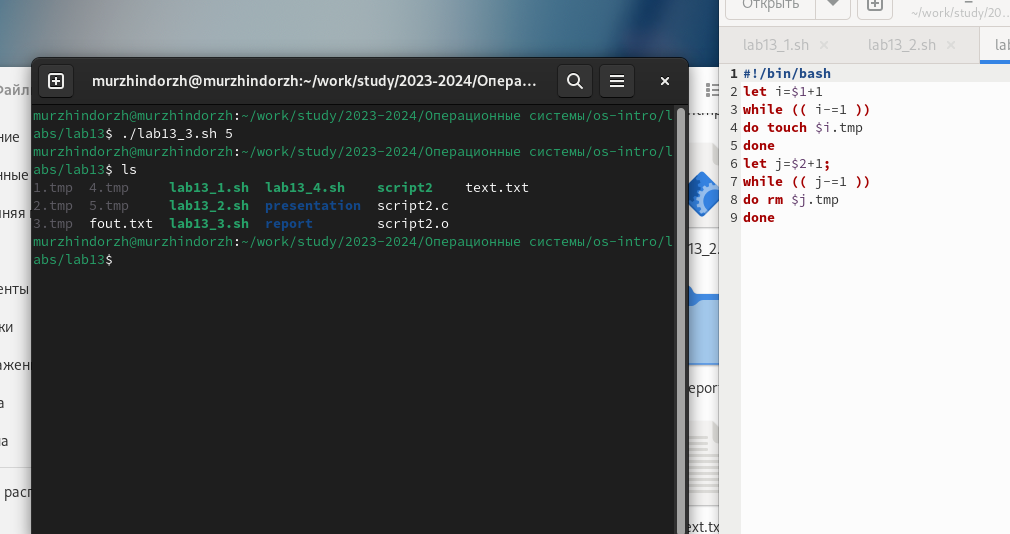 Открыть
~/work/study/20...
lab13_1.sh ×
lab13_2.sh ×
lab
murzhindorzh@murzhindorzh:~/work/study/2023-2024/Опера...
murzhindorzh@murzhindorzh:~/work/study/2023-2024/Операционные системы/os-intro/l
abs/lab13$ ./lab13_3.sh 5
murzhindorzh@murzhindorzh:~/work/study/2023-2024/Операционные системы/os-intro/l
abs/lab13$ ls
1.tmp 4.tmp lab13_1.sh lab13_4.sh script2 text.txt
2.tmp 5.tmp lab13_2.sh presentation script2.c
3.tmp fout.txt lab13_3.sh report script2.o
murzhindorzh@murzhindorzh:~/work/study/2023-2024/Операционные системы/os-intro/l
abs/lab13$
1 #!/bin/bash
2 let i=$1+1
3 while (( i-=1 ))
4 do touch $i.tmp
5 done
6 let j=$2+1;
7 while (( j-=1 ))
8 do rm $j.tmp
9 done
Файл
ние
нные
няя
енты
ки
ажен
а
а
расп
13_2.
epor
ext.tx